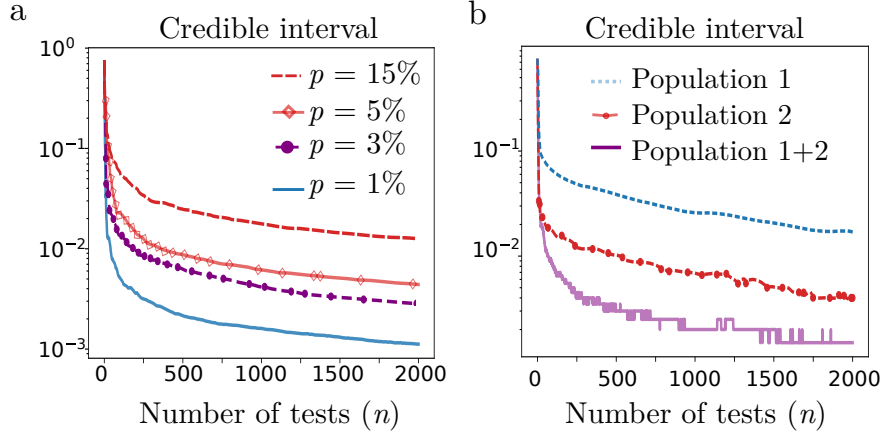 a
Credible interval
10^0
10^-1
10^-2
10^-3
p = 15%
p = 5%
p = 3%
p = 1%
0 500 1000 1500 2000
Number of tests (n)
b
Credible interval
10^-1
10^-2
Population 1
Population 2
Population 1+2
0 500 1000 1500 2000
Number of tests (n)